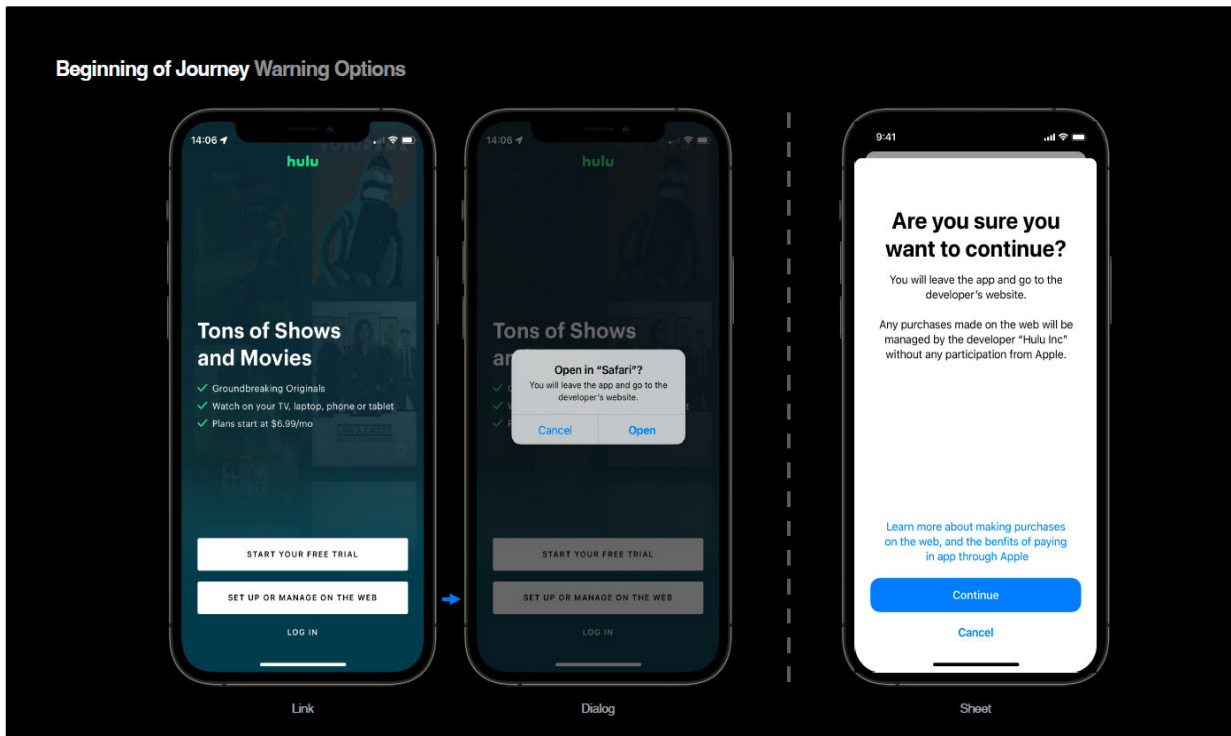 Beginning of Journey Warning Options
14:06
hulu
Tons of Shows
and Movies
Groundbreaking Originals
Watch on your TV, laptop, phone or tablet
Plans start at $6.99/mo
START YOUR FREE TRIAL
SET UP OR MANAGE ON THE WEB
LOG IN
Link
14:06
hulu
Tons of Shows
Open in “Safari”?
You will leave the app and go to the
developer’s website.
Cancel
Open
START YOUR FREE TRIAL
SET UP OR MANAGE ON THE WEB
LOG IN
Dialog
9:41
Are you sure you
want to continue?
You will leave the app and go to the
developer’s website.
Any purchases made on the web will be
managed by the developer “Hulu Inc”
without any participation from Apple.
Learn more about making purchases
on the web, and the benfits of paying
in app through Apple
Continue
Cancel
Sheet